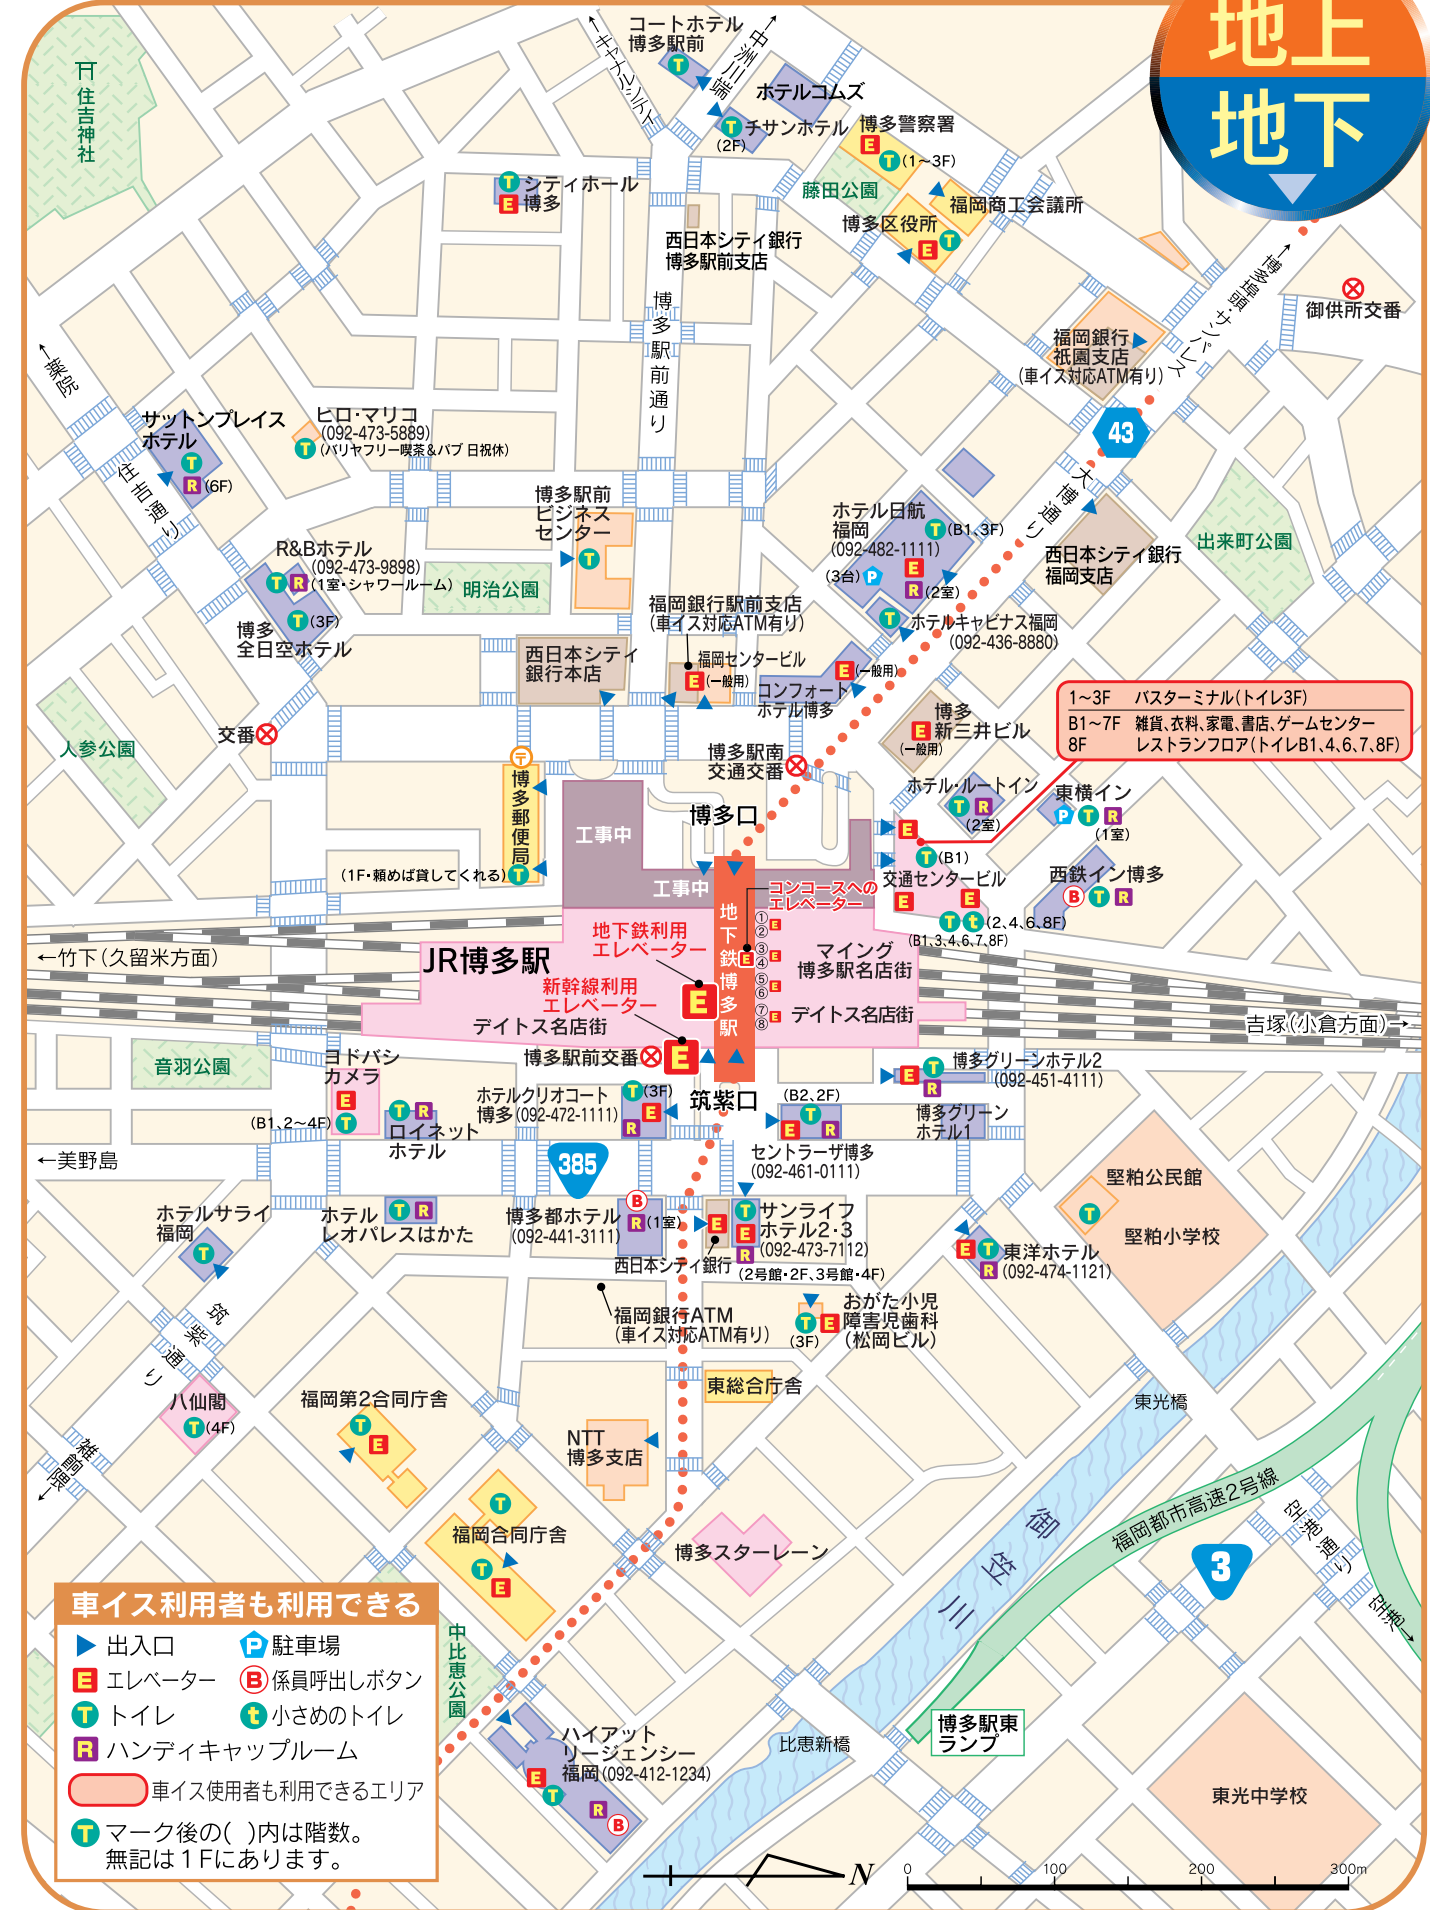 地上
地下
住吉神社
コートホテル
博多駅前
T
←キャナルシティ
中洲川端→
ホテルコムズ
T
チサンホテル
(2F)
博多警察署
E
T(1〜3F)
藤田公園
福岡商工会議所
博多区役所
E T
T シティホール
E 博多
西日本シティ銀行
博多駅前支店
博多駅前通り
←博多埠頭・サンパレス
御供所交番
福岡銀行
祇園支店
(車イス対応ATM有り)
43
大博通り
←薬院
サットンプレイス
ホテル
T
R(6F)
住吉通り
ヒロ・マリコ
(092-473-5889)
T(バリヤフリー喫茶&パブ 日祝休)
博多駅前
ビジネス
センター
T
R&Bホテル
(092-473-9898)
T R(1室・シャワールーム)
T(3F)
博多
全日空ホテル
明治公園
ホテル日航
福岡
(092-482-1111)
T(B1、3F)
(3台)P
E
R(2室)
西日本シティ銀行
福岡支店
出来町公園
T ホテルキャビナス福岡
(092-436-8880)
福岡銀行駅前支店
(車イス対応ATM有り)
西日本シティ
銀行本店
福岡センタービル
E(一般用)
E(一般用)
コンフォート
ホテル博多
1〜3F バスターミナル(トイレ3F)
B1〜7F 雑貨、衣料、家電、書店、ゲームセンター
8F レストランフロア(トイレB1、4、6、7、8F)
人参公園
交番
博多
E 新三井ビル
(一般用)
博多駅南
交通交番
〒
博多郵便局
(1F・頼めば貸してくれる)T
ホテル・ルートイン
T R
(2室)
東横イン
P T R
(1室)
工事中
博多口
E
T(B1)
交通センタービル
E E
T t(2、4、6、8F)
(B1、3、4、6、7、8F)
西鉄イン博多
B T R
工事中
コンコースへの
エレベーター
地下鉄博多駅
E
①
②
E
③
④
E
⑤
⑥
E
⑦
⑧
E
地下鉄利用
エレベーター
E
マイング
博多駅名店街
←竹下(久留米方面)
JR博多駅
新幹線利用
エレベーター
デイトス名店街
デイトス名店街
吉塚(小倉方面)→
博多駅前交番
E
音羽公園
ヨドバシ
カメラ
E
(B1、2〜4F)T
T R
ロイネット
ホテル
ホテルクリオコート
博多(092-472-1111)
T(3F)
E
R
筑紫口
(B2、2F)
T
E R
セントラーザ博多
(092-461-0111)
E T
R
博多グリーンホテル2
(092-451-4111)
博多グリーン
ホテル1
←美野島
385
ホテルサライ
福岡
T
ホテル
レオパレスはかた
T R
博多都ホテル
(092-441-3111)
B
R(1室)
E
西日本シティ銀行
T サンライフ
E ホテル2・3
R (092-473-7112)
(2号館・2F、3号館・4F)
E T
R
東洋ホテル
(092-474-1121)
堅粕公民館
T
堅粕小学校
福岡銀行ATM
(車イス対応ATM有り)
T E
(3F)
おがた小児
障害児歯科
(松岡ビル)
筑紫通り
八仙閣
T(4F)
雑餉隈→
福岡第2合同庁舎
T
E
東総合庁舎
NTT
博多支店
東光橋
T
福岡合同庁舎
T
E
博多スターレーン
御笠川
福岡都市高速2号線
空港通り
3
空港→
中比恵公園
博多駅東
ランプ
比恵新橋
東光中学校
ハイアット
リージェンシー
福岡(092-412-1234)
E
T
R
B
車イス利用者も利用できる
出入口
P 駐車場
E エレベーター
B 係員呼出しボタン
T トイレ
t 小さめのトイレ
R ハンディキャップルーム
車イス使用者も利用できるエリア
T マーク後の( )内は階数。
無記は1Fにあります。
N
0 100 200 300m